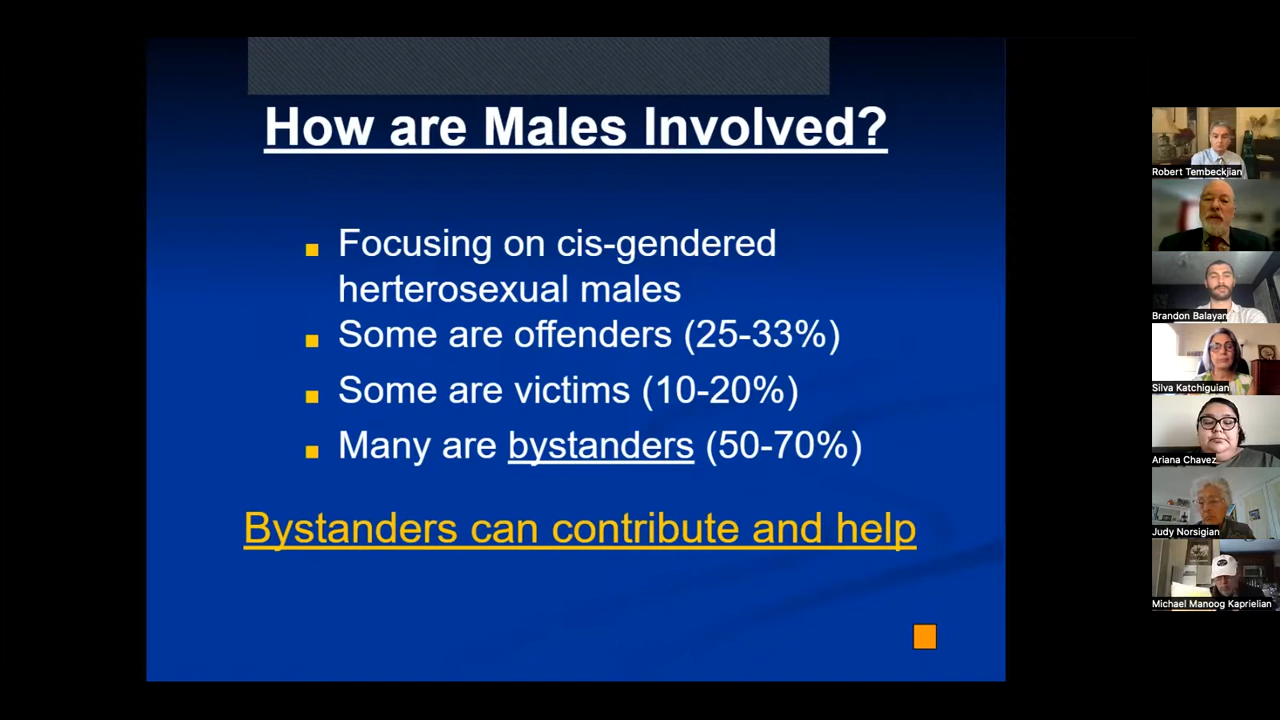 How are Males Involved?
Focusing on cis-gendered
herterosexual males
Some are offenders (25-33%)
Some are victims (10-20%)
Many are bystanders (50-70%)
Bystanders can contribute and help
Robert Tembeckjian
Brandon Balayan
Silva Katchiguian
Ariana Chavez
Judy Norsigian
Michael Manoog Kaprielian